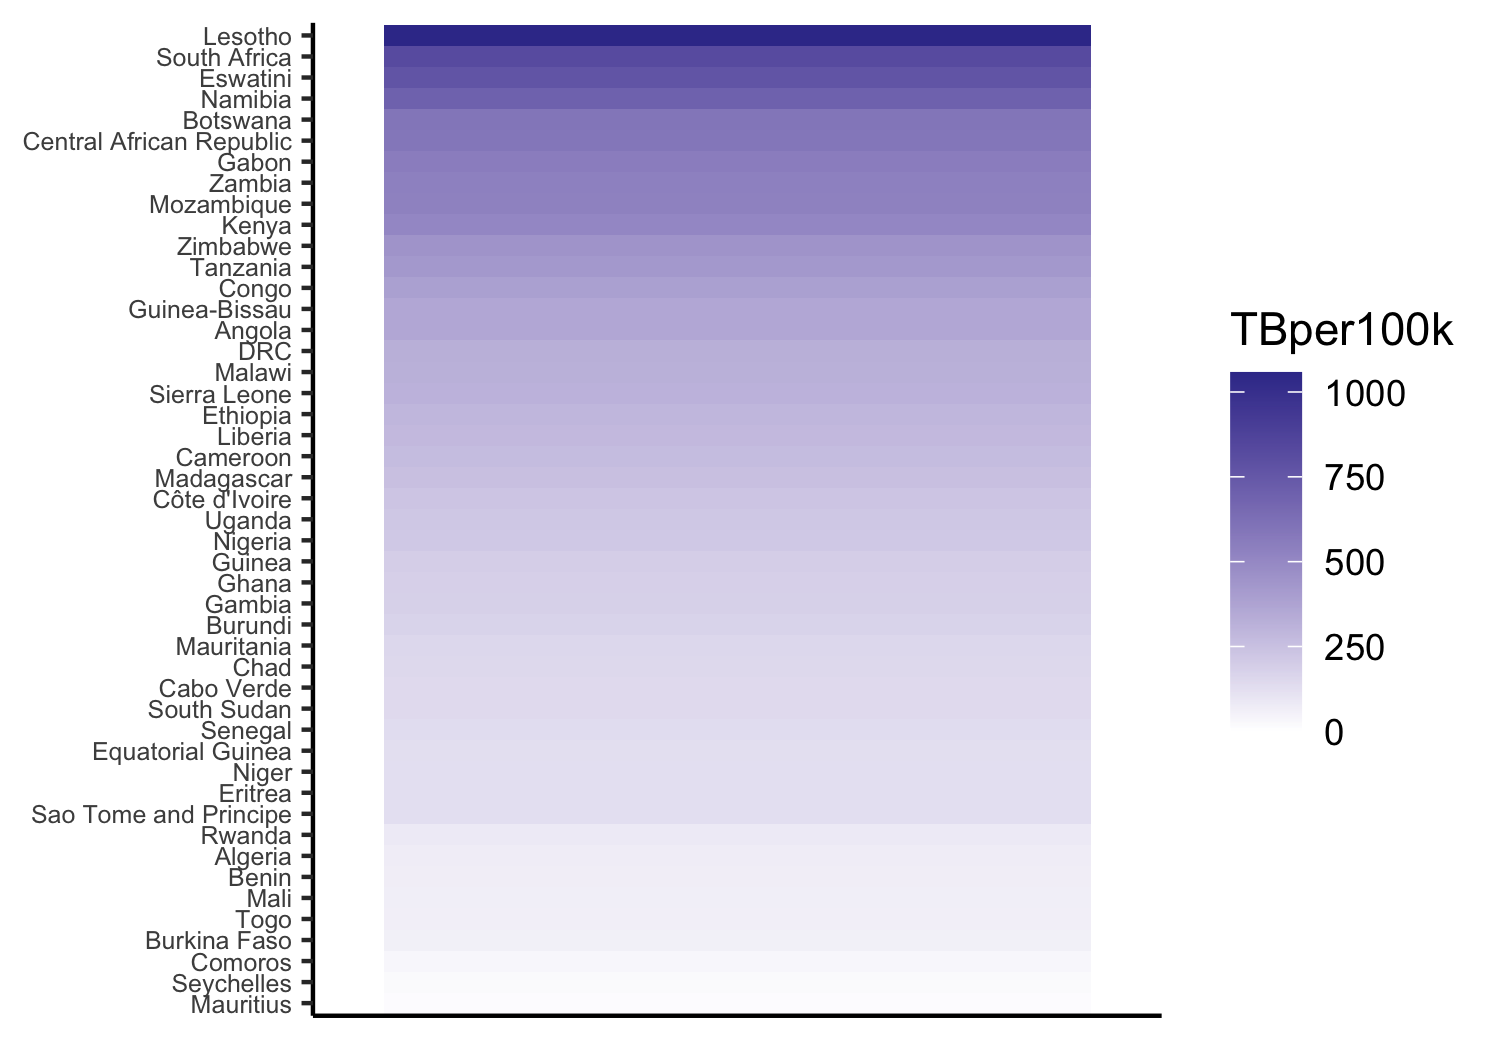 Lesotho
South Africa
Eswatini
Namibia
Botswana
Central African Republic
Gabon
Zambia
Mozambique
Kenya
Zimbabwe
Tanzania
Congo
Guinea-Bissau
Angola
DRC
Malawi
Sierra Leone
Ethiopia
Liberia
Cameroon
Madagascar
Côte d'Ivoire
Uganda
Nigeria
Guinea
Ghana
Gambia
Burundi
Mauritania
Chad
Cabo Verde
South Sudan
Senegal
Equatorial Guinea
Niger
Eritrea
Sao Tome and Principe
Rwanda
Algeria
Benin
Mali
Togo
Burkina Faso
Comoros
Seychelles
Mauritius
TBper100k
1000
750
500
250
0